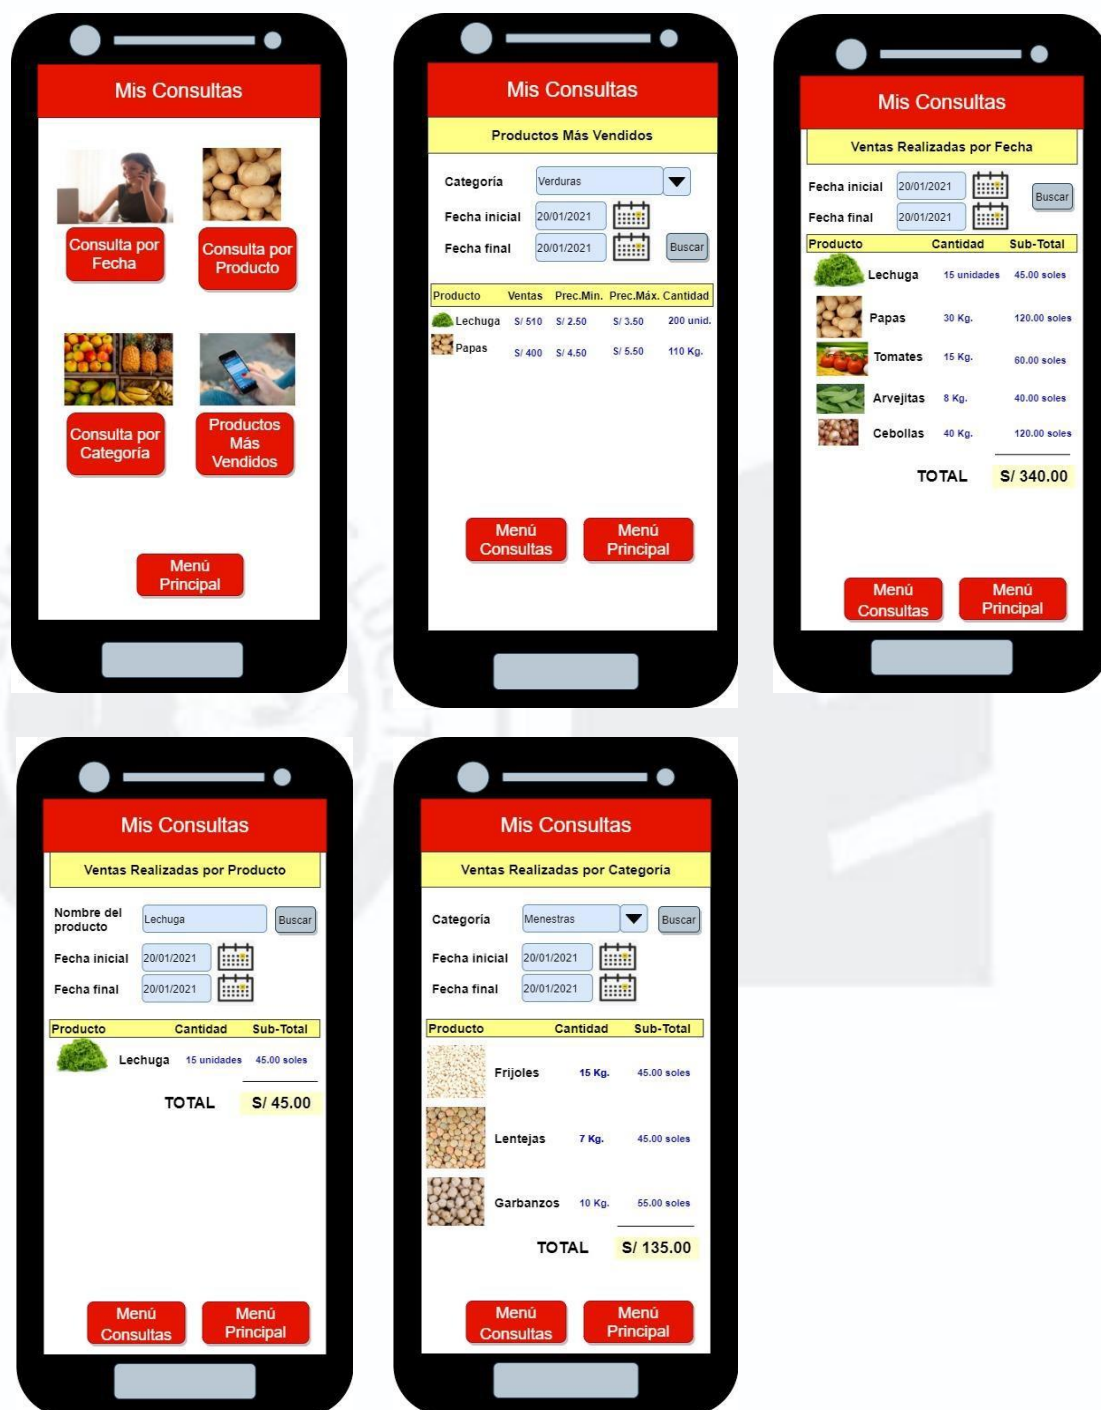 Mis Consultas
Consulta por
Fecha
Consulta por
Producto
Consulta por
Categoría
Productos
Más
Vendidos
Menú
Principal
Mis Consultas
Productos Más Vendidos
Categoría Verduras
Fecha inicial 20/01/2021
Fecha final 20/01/2021 Buscar
Producto Ventas Prec.Min. Prec.Máx. Cantidad
Lechuga S/ 510 S/ 2.50 S/ 3.50 200 unid.
Papas S/ 400 S/ 4.50 S/ 5.50 110 Kg.
Menú
Consultas
Menú
Principal
Mis Consultas
Ventas Realizadas por Fecha
Fecha inicial 20/01/2021
Buscar
Fecha final 20/01/2021
Producto Cantidad Sub-Total
Lechuga 15 unidades 45.00 soles
Papas 30 Kg. 120.00 soles
Tomates 15 Kg. 60.00 soles
Arvejitas 8 Kg. 40.00 soles
Cebollas 40 Kg. 120.00 soles
TOTAL S/ 340.00
Menú
Consultas
Menú
Principal
Mis Consultas
Ventas Realizadas por Producto
Nombre del
producto
Lechuga Buscar
Fecha inicial 20/01/2021
Fecha final 20/01/2021
Producto Cantidad Sub-Total
Lechuga 15 unidades 45.00 soles
TOTAL S/ 45.00
Menú
Consultas
Menú
Principal
Mis Consultas
Ventas Realizadas por Categoría
Categoría Menestras Buscar
Fecha inicial 20/01/2021
Fecha final 20/01/2021
Producto Cantidad Sub-Total
Frijoles 15 Kg. 45.00 soles
Lentejas 7 Kg. 45.00 soles
Garbanzos 10 Kg. 55.00 soles
TOTAL S/ 135.00
Menú
Consultas
Menú
Principal